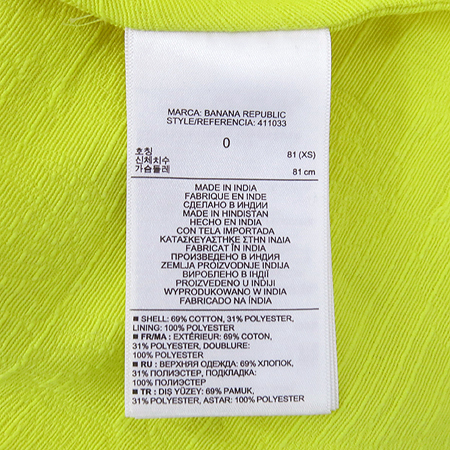 MARCA: BANANA REPUBLIC
STYLE/REFERENCIA: 411033
0
호칭 81 (XS)
신체치수
가슴둘레 81 cm
MADE IN INDIA
FABRIQUE EN INDE
СДЕЛАНО В ИНДИИ
MADE IN HINDISTAN
HECHO EN INDIA
CON TELA IMPORTADA
ΚΑΤΑΣΚΕΥΑΣΤΗΚΕ ΣΤΗΝ ΙΝΔΙΑ
FABRICAT ÎN INDIA
ПРОИЗВЕДЕНО В ИНДИЯ
ZEMLJA PROIZVODNJE INDIJA
ВИРОБЛЕНО В ІНДІЇ
PROIZVEDENO U INDIJI
WYPRODUKOWANO W INDIA
FABRICADO NA ÍNDIA
■ SHELL: 69% COTTON, 31% POLYESTER,
LINING: 100% POLYESTER
■ FR/MA : EXTÉRIEUR: 69% COTON,
31% POLYESTER, DOUBLURE:
100% POLYESTER
■ RU : ВЕРХНЯЯ ОДЕЖДА: 69% ХЛОПОК,
31% ПОЛИЭСТЕР, ПОДКЛАДКА:
100% ПОЛИЭСТЕР
■ TR : DIŞ YÜZEY: 69% PAMUK,
31% POLYESTER, ASTAR: 100% POLYESTER